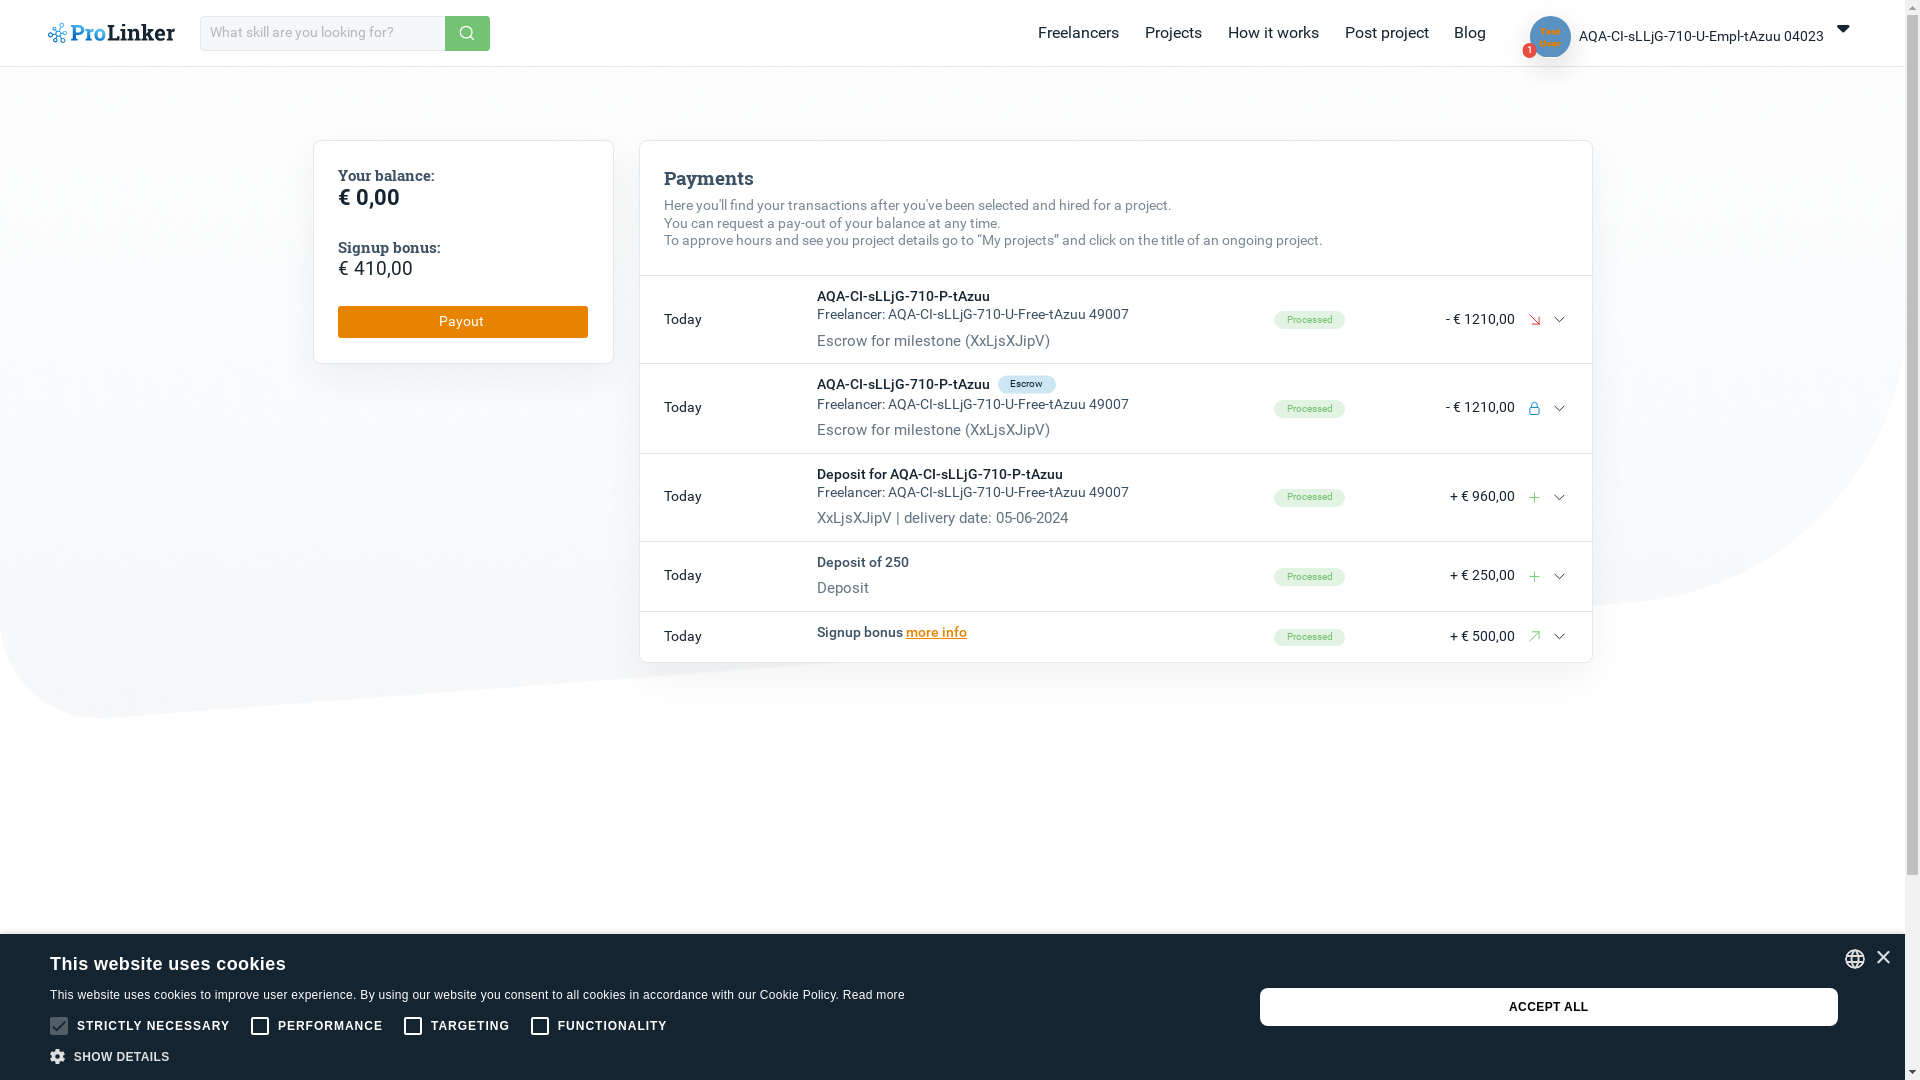 ProLinker
What skill are you looking for?
Freelancers
Projects
How it works
Post project
Blog
Test
User
1
AQA-CI-sLLjG-710-U-Empl-tAzuu 04023
Your balance:
€ 0,00
Signup bonus:
€ 410,00
Payout
Payments
Here you'll find your transactions after you've been selected and hired for a project.
You can request a pay-out of your balance at any time.
To approve hours and see you project details go to “My projects” and click on the title of an ongoing project.
Today
AQA-CI-sLLjG-710-P-tAzuu
Freelancer: AQA-CI-sLLjG-710-U-Free-tAzuu 49007
Escrow for milestone (XxLjsXJipV)
Processed
- € 1210,00
Today
AQA-CI-sLLjG-710-P-tAzuu Escrow
Freelancer: AQA-CI-sLLjG-710-U-Free-tAzuu 49007
Escrow for milestone (XxLjsXJipV)
Processed
- € 1210,00
Today
Deposit for AQA-CI-sLLjG-710-P-tAzuu
Freelancer: AQA-CI-sLLjG-710-U-Free-tAzuu 49007
XxLjsXJipV | delivery date: 05-06-2024
Processed
+ € 960,00
Today
Deposit of 250
Deposit
Processed
+ € 250,00
Today
Signup bonus more info
Processed
+ € 500,00
This website uses cookies
This website uses cookies to improve user experience. By using our website you consent to all cookies in accordance with our Cookie Policy. Read more
STRICTLY NECESSARY
PERFORMANCE
TARGETING
FUNCTIONALITY
SHOW DETAILS
ACCEPT ALL